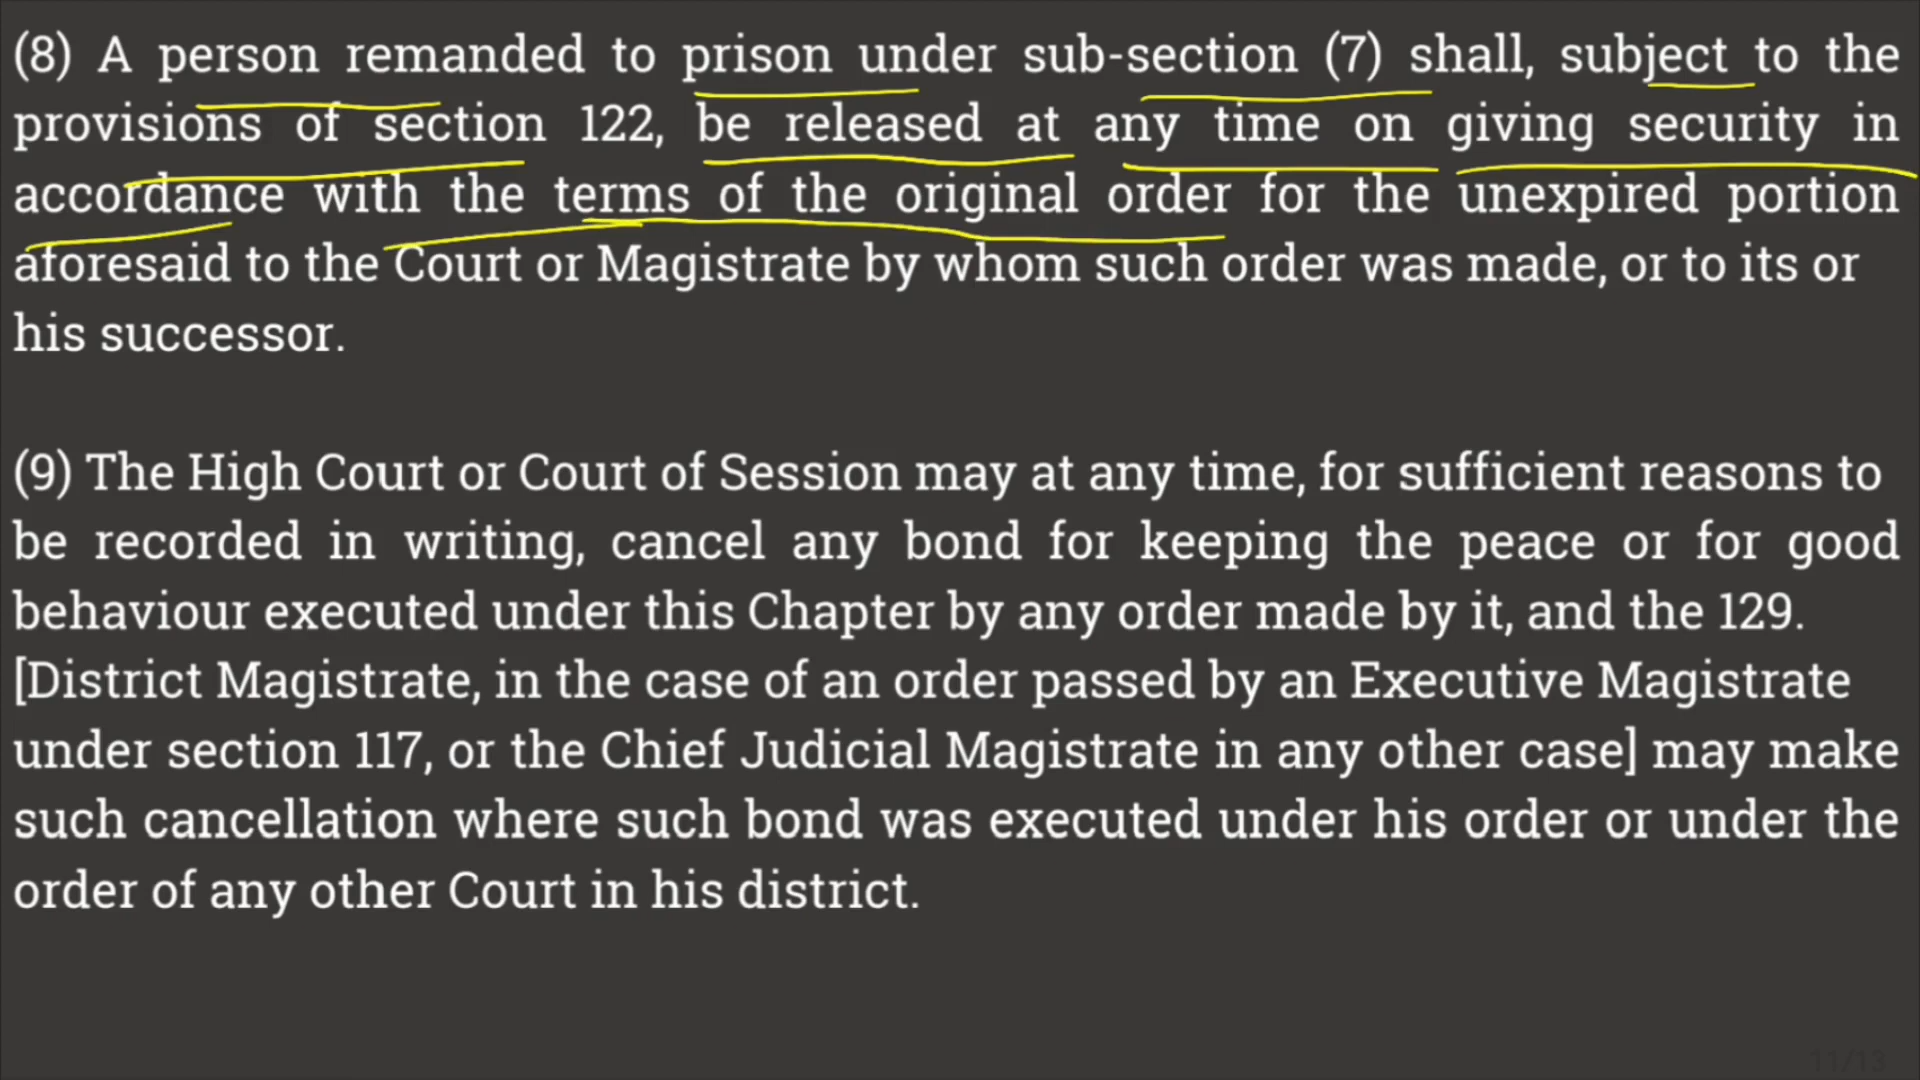 (8) A person remanded to prison under sub-section (7) shall, subject to the
provisions of section 122, be released at any time on giving security in
accordance with the terms of the original order for the unexpired portion
aforesaid to the Court or Magistrate by whom such order was made, or to its or
his successor.
(9) The High Court or Court of Session may at any time, for sufficient reasons to
be recorded in writing, cancel any bond for keeping the peace or for good
behaviour executed under this Chapter by any order made by it, and the 129.
[District Magistrate, in the case of an order passed by an Executive Magistrate
under section 117, or the Chief Judicial Magistrate in any other case] may make
such cancellation where such bond was executed under his order or under the
order of any other Court in his district.
11/13